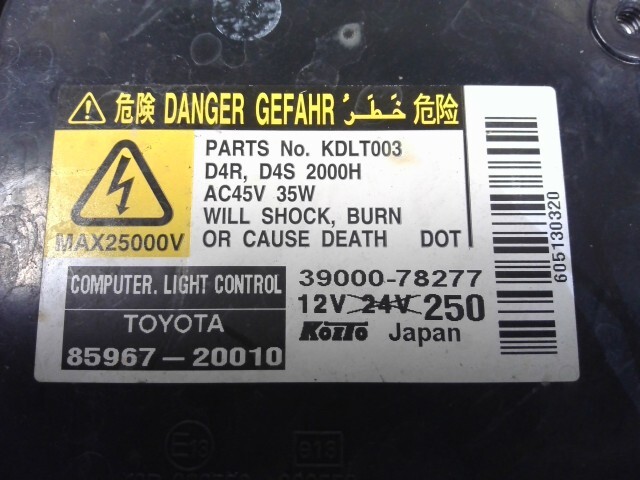 危険 DANGER GEFAHR خَطَرُ 危险
PARTS No. KDLT003
D4R, D4S 2000H
AC45V 35W
WILL SHOCK, BURN
OR CAUSE DEATH DOT
MAX25000V
COMPUTER. LIGHT CONTROL
TOYOTA
85967-20010
39000-78277
12V 24V 250
KOITO Japan
605130320
E13